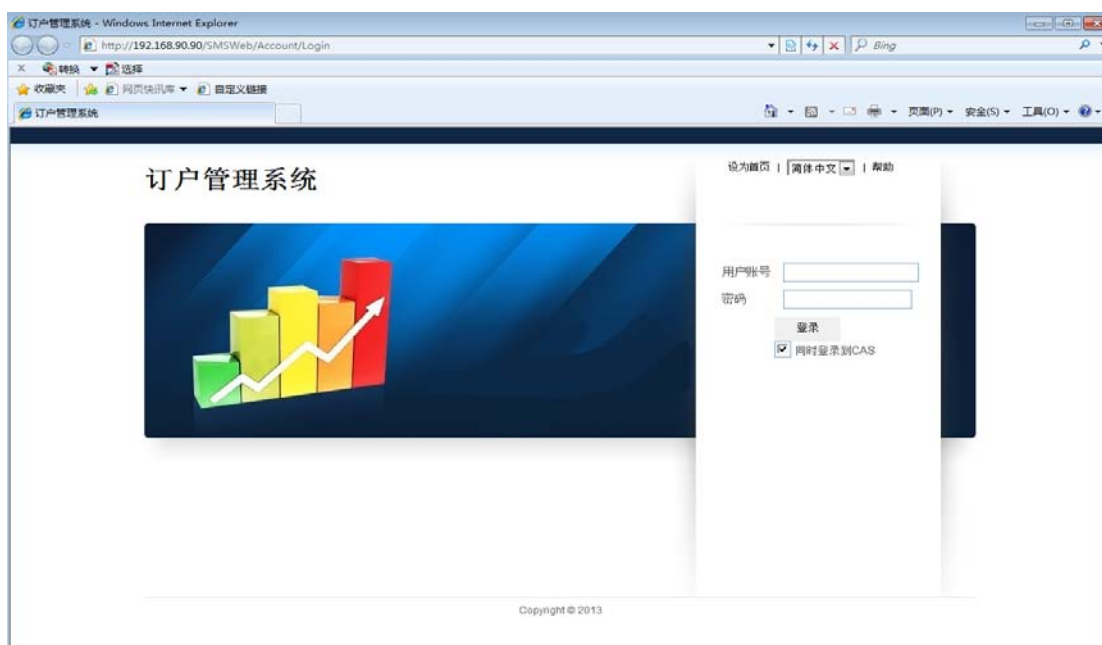 订户管理系统 - Windows Internet Explorer
http://192.168.90.90/SMSWeb/Account/Login
Bing
x 转换 选择
收藏夹 网页快讯库 自定义链接
订户管理系统 页面(P) 安全(S) 工具(O)
订户管理系统
设为首页 | 简体中文 | 帮助
用户账号
密码
登录
同时登录到CAS
Copyright © 2013